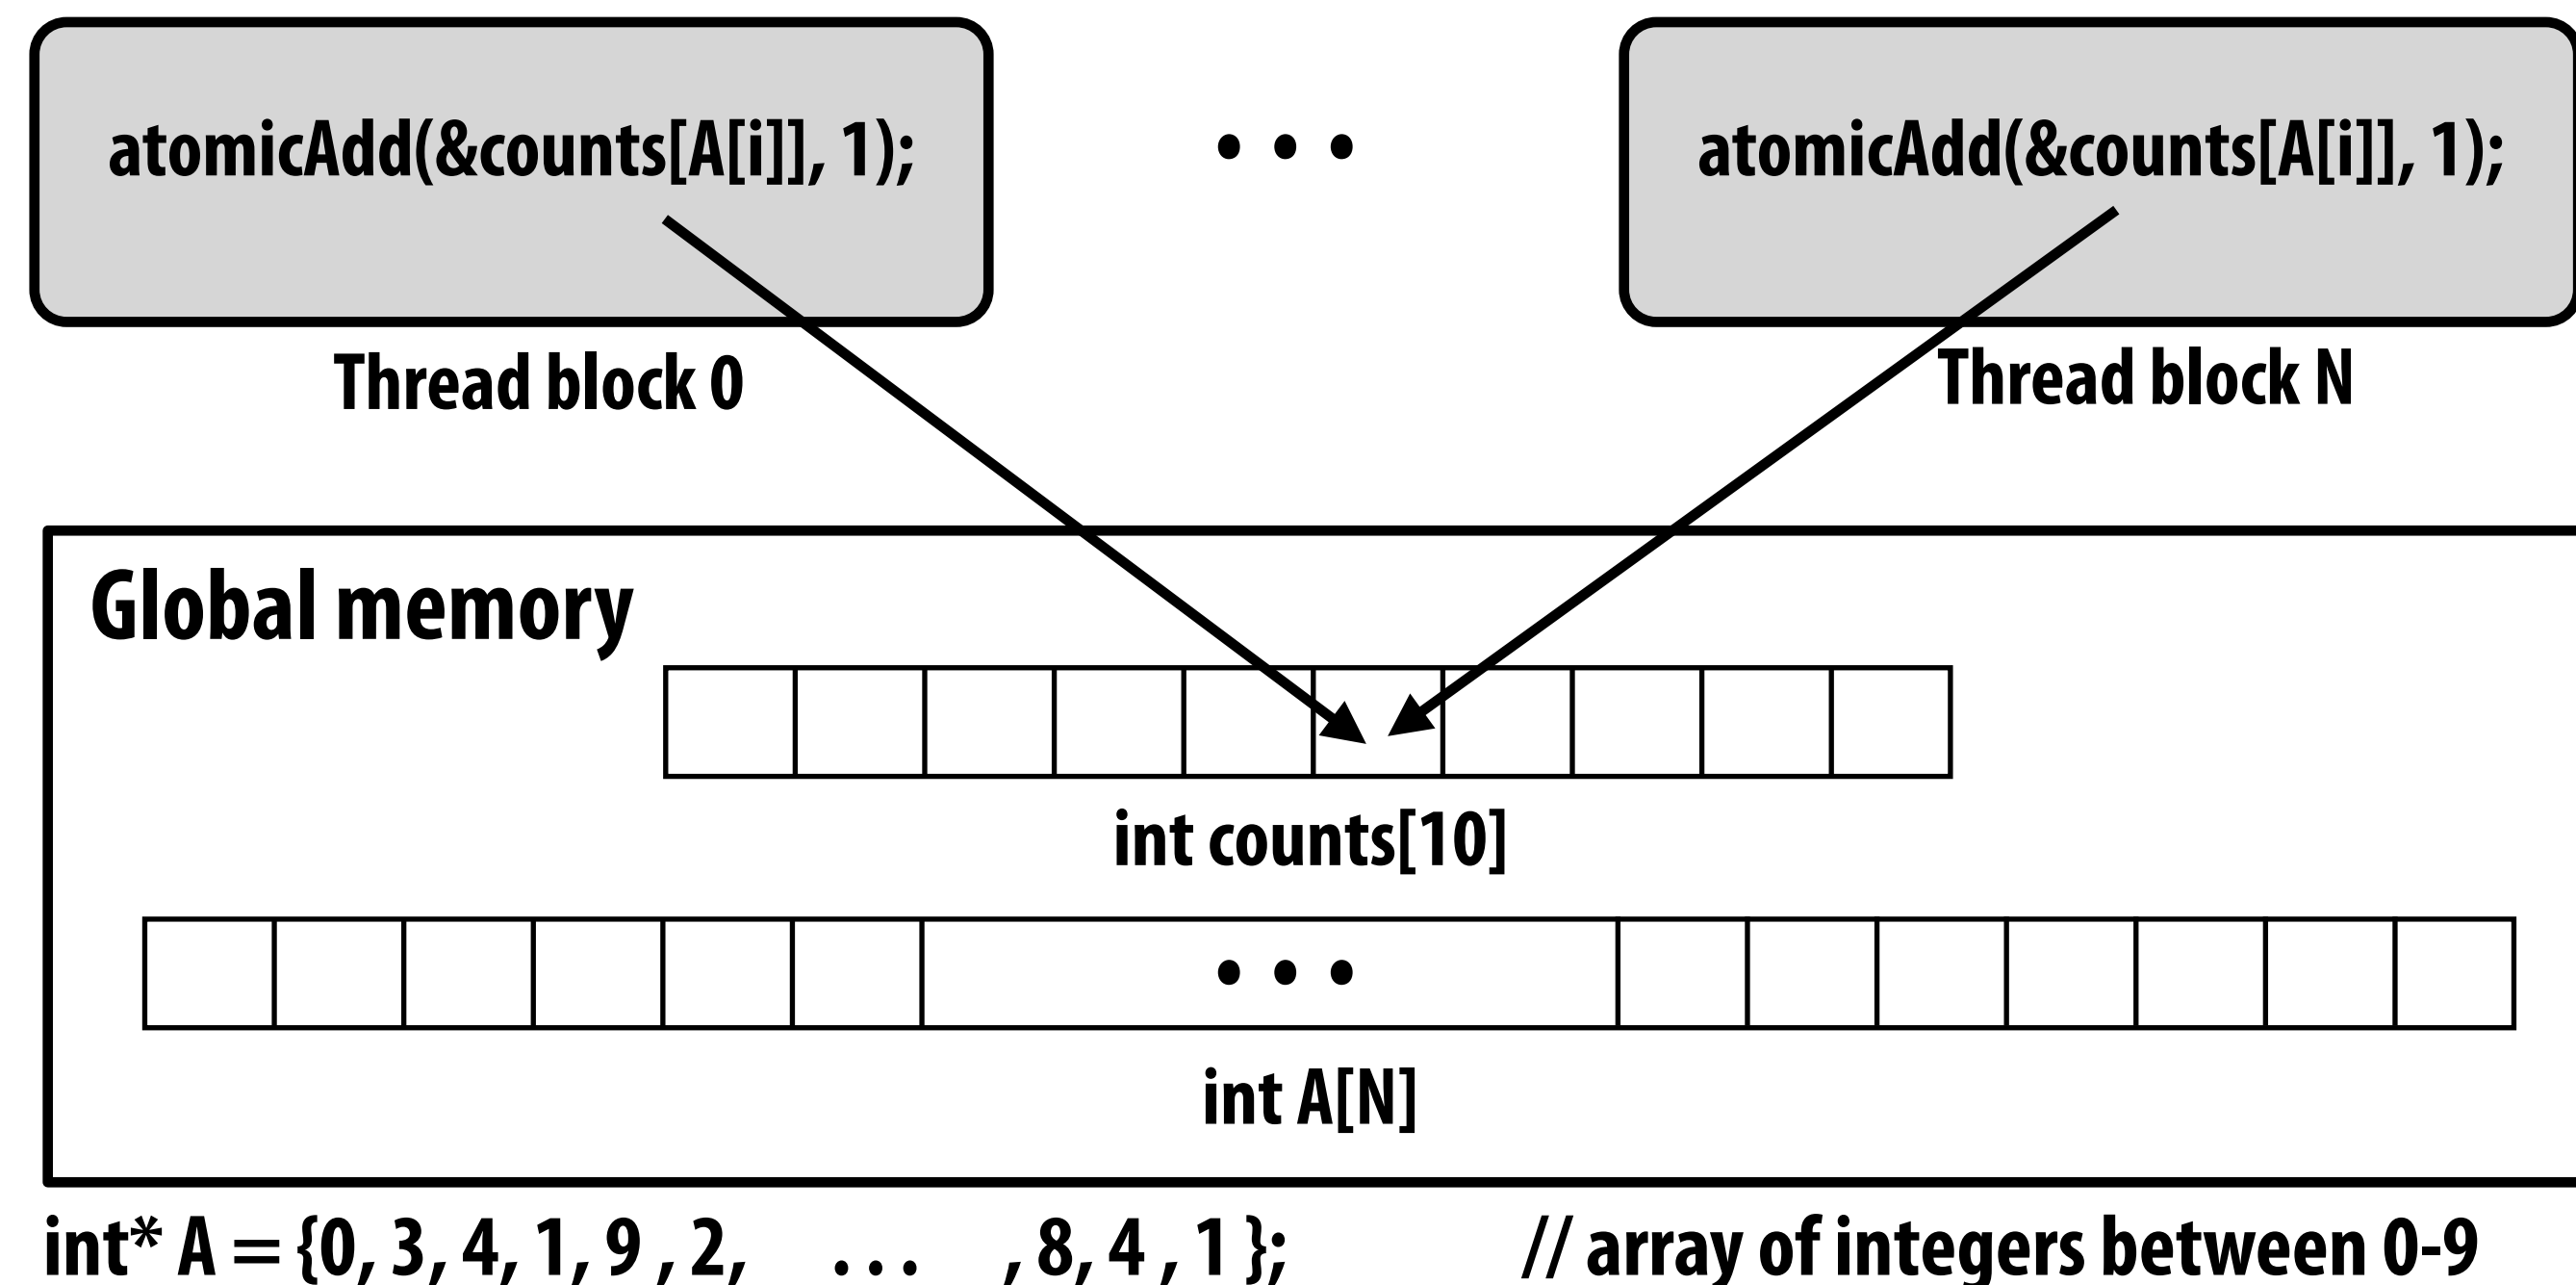 atomicAdd(&counts[A[i]], 1);
• • •
atomicAdd(&counts[A[i]], 1);
Thread block 0
Thread block N
Global memory
int counts[10]
• • •
int A[N]
int* A = {0, 3, 4, 1, 9 , 2, . . . , 8, 4 , 1 }; // array of integers between 0-9